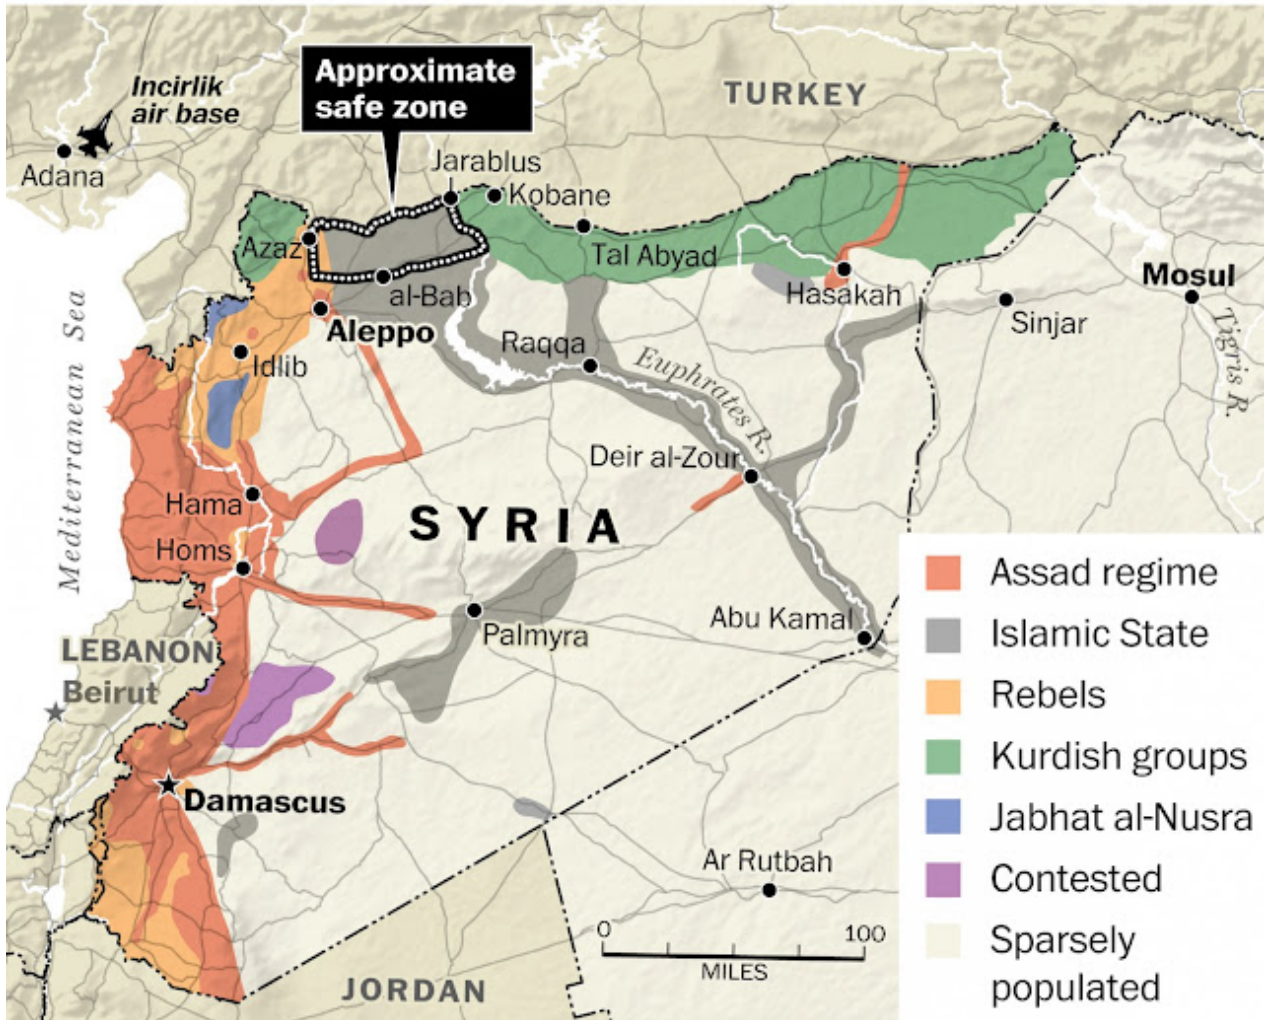 Incirlik
air base
Adana
Approximate
safe zone
TURKEY
Jarablus
Kobane
Azaz
Tal Abyad
al-Bab
Hasakah
Mosul
Sinjar
Tigris R.
Mediterranean Sea
Aleppo
Idlib
Raqqa
Euphrates R.
Deir al-Zour
Hama
SYRIA
Homs
Palmyra
Abu Kamal
LEBANON
Beirut
Damascus
Ar Rutbah
0
100
MILES
JORDAN
Assad regime
Islamic State
Rebels
Kurdish groups
Jabhat al-Nusra
Contested
Sparsely
populated